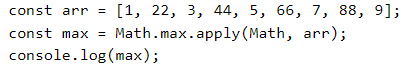 const arr = [1, 22, 3, 44, 5, 66, 7, 88, 9];
const max = Math.max.apply(Math, arr);
console.log(max);